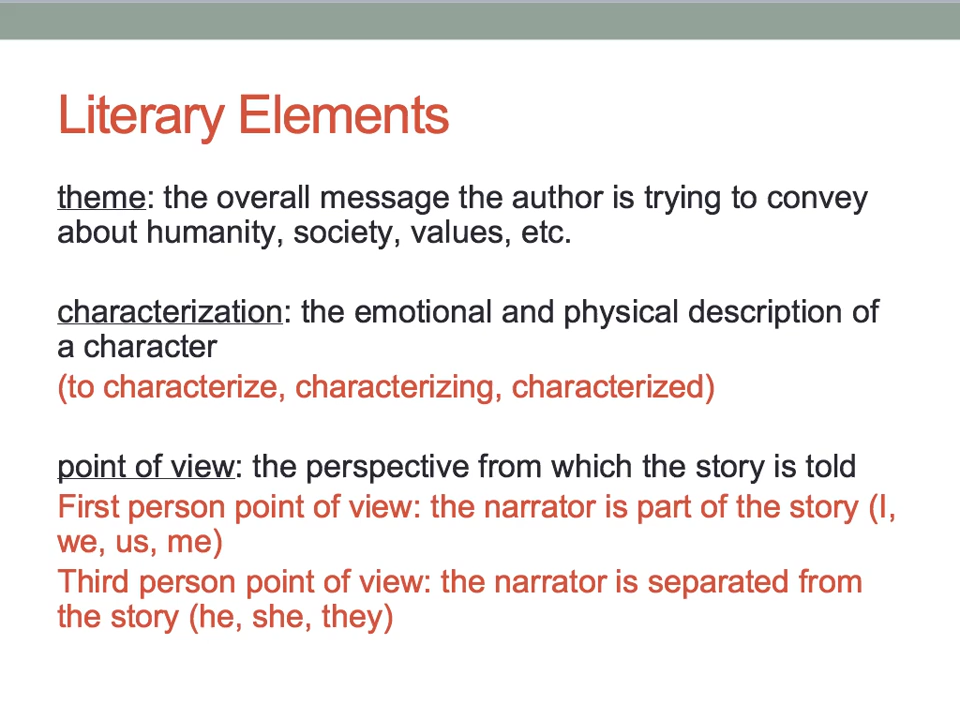 Literary Elements
theme: the overall message the author is trying to convey
about humanity, society, values, etc.
characterization: the emotional and physical description of
a character
(to characterize, characterizing, characterized)
point of view: the perspective from which the story is told
First person point of view: the narrator is part of the story (I,
we, us, me)
Third person point of view: the narrator is separated from
the story (he, she, they)